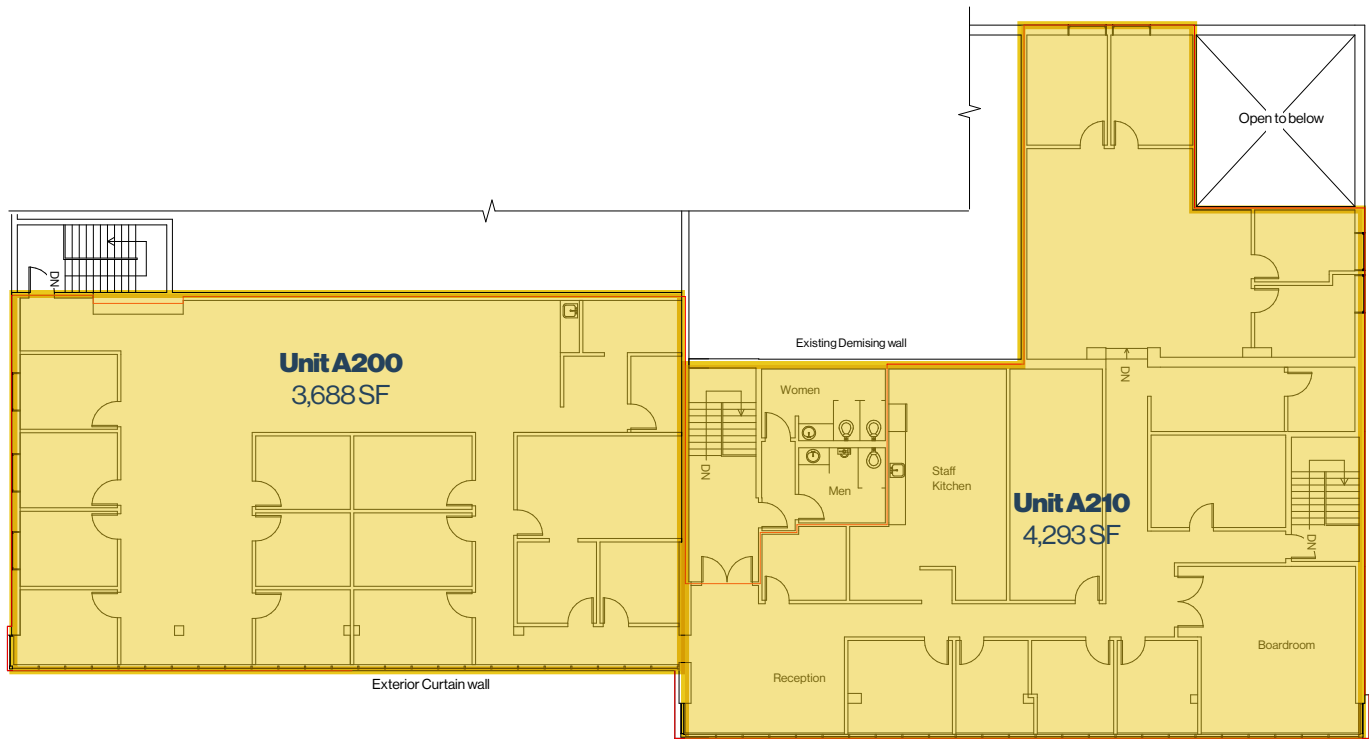 Open to below
DN
Existing Demising wall
Unit A200
3,688 SF
Women
DN
DN
Men
Staff
Kitchen
Unit A210
4,293 SF
DN
Boardroom
Reception
Exterior Curtain wall